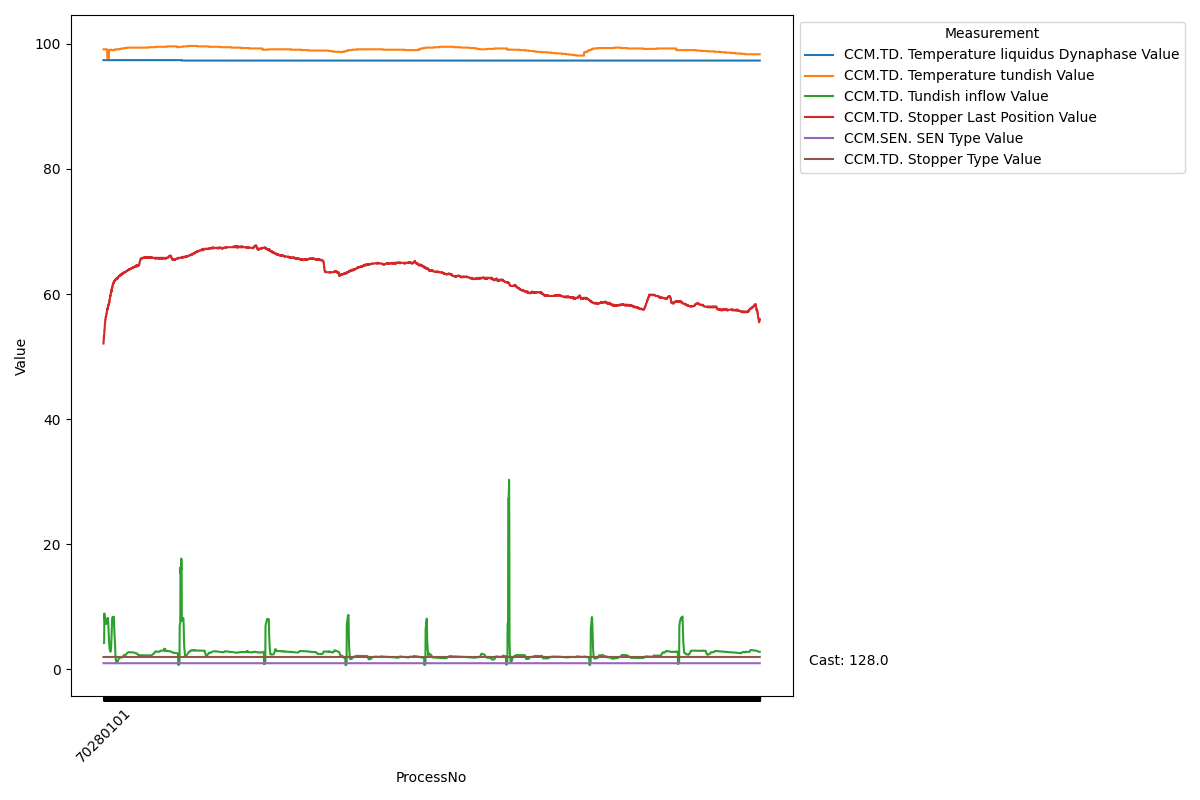 Measurement
CCM.TD. Temperature liquidus Dynaphase Value
CCM.TD. Temperature tundish Value
CCM.TD. Tundish inflow Value
CCM.TD. Stopper Last Position Value
CCM.SEN. SEN Type Value
CCM.TD. Stopper Type Value
100
80
60
40
20
0
Value
Cast: 128.0
70280101
ProcessNo